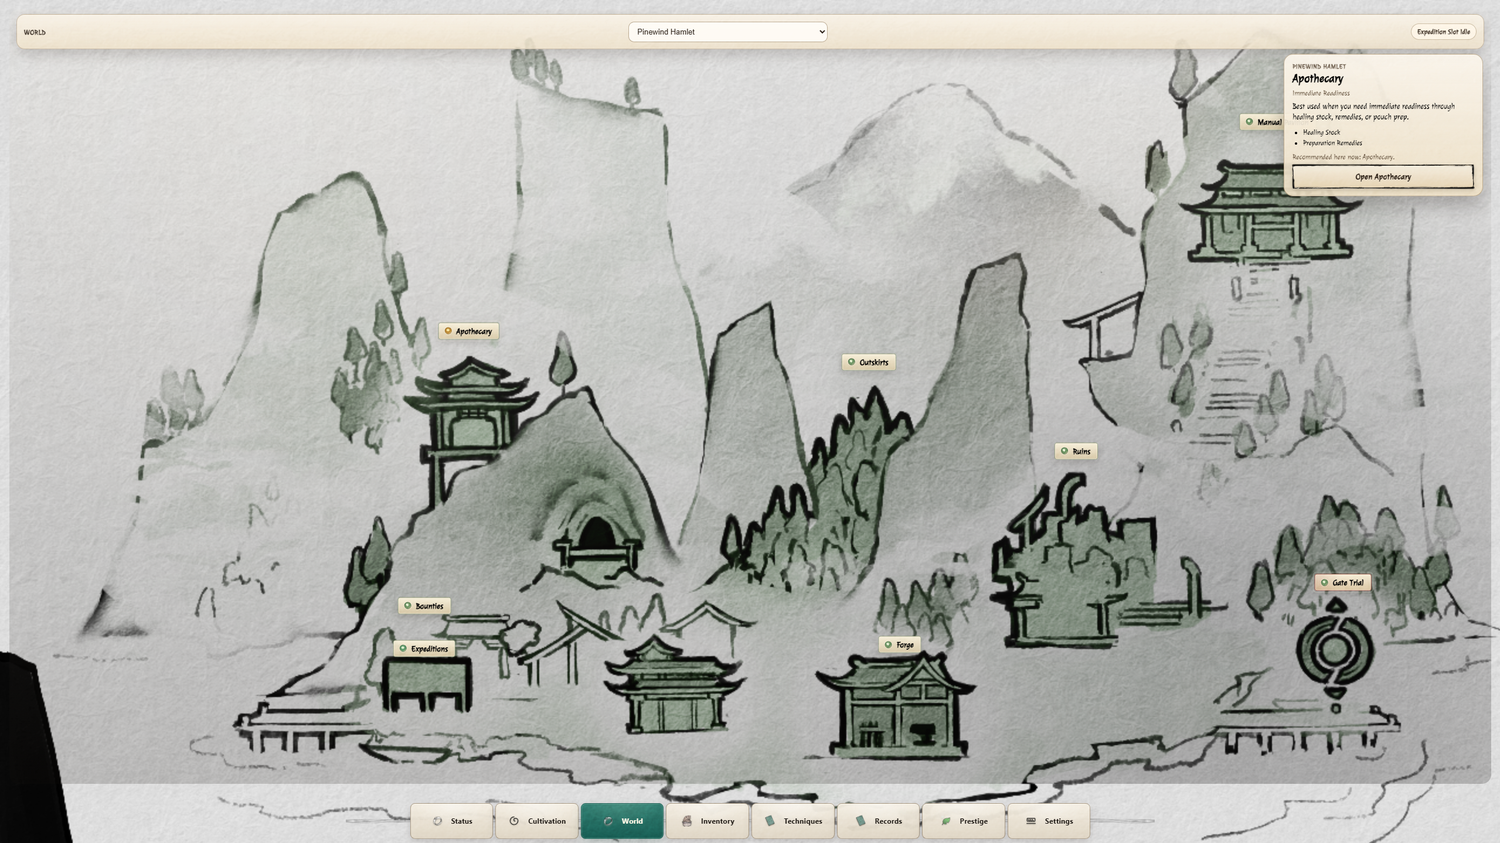 WORLD
Pinewind Hamlet
Expedition Slot Idle
PINEWIND HAMLET
Apothecary
Immediate Readiness
Best used when you need immediate readiness through
healing stock, remedies, or pouch prep.
Healing Stock
Preparation Remedies
Recommended here now: Apothecary.
Open Apothecary
Manual
Apothecary
Outskirts
Ruins
Gate Trial
Bounties
Expeditions
Forge
Status
Cultivation
World
Inventory
Techniques
Records
Prestige
Settings